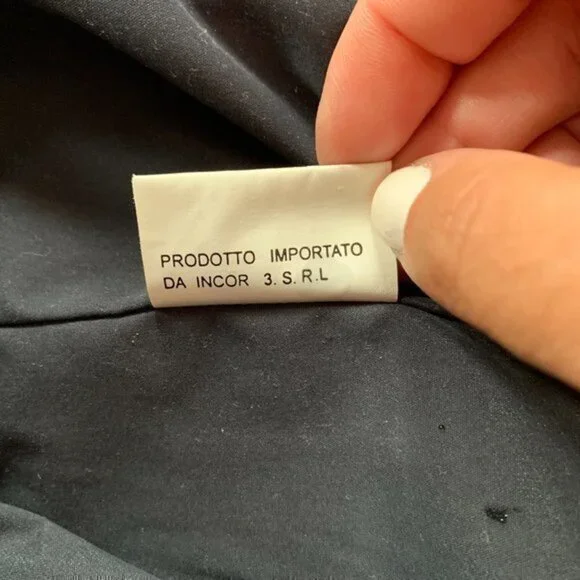 PRODOTTO IMPORTATO
DA INCOR 3. S. R.L